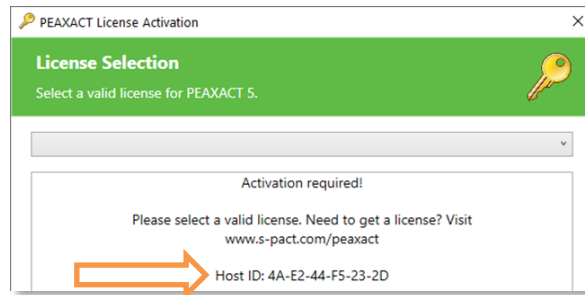 PEAXACT License Activation
License Selection
Select a valid license for PEAXACT 5.
Activation required!
Please select a valid license. Need to get a license? Visit
www.s-pact.com/peaxact
Host ID: 4A-E2-44-F5-23-2D